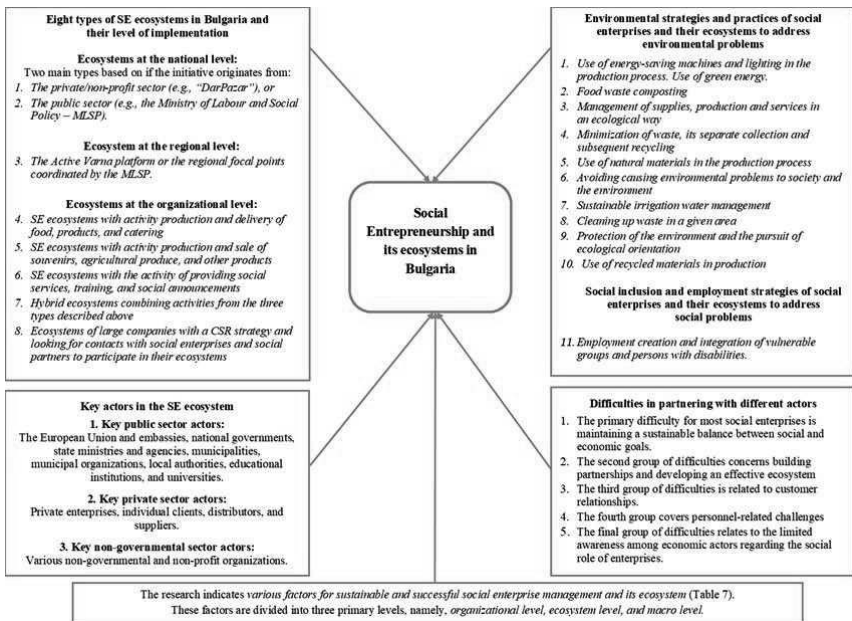 Eight types of SE ecosystems in Bulgaria and
their level of implementation
Ecosystems at the national level:
Two main types based on if the initiative originates from:
1. The private/non-profit sector (e.g., “DarPazar”), or
2. The public sector (e.g., the Ministry of Labour and Social
Policy – MLSP).
Ecosystem at the regional level:
3. The Active Varna platform or the regional focal points
coordinated by the MLSP.
Ecosystems at the organizational level:
4. SE ecosystems with activity production and delivery of
food, products, and catering
5. SE ecosystems with activity production and sale of
souvenirs, agricultural produce, and other products
6. SE ecosystems with the activity of providing social
services, training, and social announcements
7. Hybrid ecosystems combining activities from the three
types described above
8. Ecosystems of large companies with a CSR strategy and
looking for contacts with social enterprises and social
partners to participate in their ecosystems
Environmental strategies and practices of social
enterprises and their ecosystems to address
environmental problems
1. Use of energy-saving machines and lighting in the
production process. Use of green energy.
2. Food waste composting
3. Management of supplies, production and services in
an ecological way
4. Minimization of waste, its separate collection and
subsequent recycling
5. Use of natural materials in the production process
6. Avoiding causing environmental problems to society and
the environment
7. Sustainable irrigation water management
8. Cleaning up waste in a given area
9. Protection of the environment and the pursuit of
ecological orientation
10. Use of recycled materials in production
Social inclusion and employment strategies of social
enterprises and their ecosystems to address
social problems
11. Employment creation and integration of vulnerable
groups and persons with disabilities.
Social
Entrepreneurship and
its ecosystems in
Bulgaria
Key actors in the SE ecosystem
1. Key public sector actors:
The European Union and embassies, national governments,
state ministries and agencies, municipalities,
municipal organizations, local authorities, educational
institutions, and universities.
2. Key private sector actors:
Private enterprises, individual clients, distributors, and
suppliers.
3. Key non-governmental sector actors:
Various non-governmental and non-profit organizations.
Difficulties in partnering with different actors
1. The primary difficulty for most social enterprises is
maintaining a sustainable balance between social and
economic goals.
2. The second group of difficulties concerns building
partnerships and developing an effective ecosystem
3. The third group of difficulties is related to customer
relationships.
4. The fourth group covers personnel-related challenges
5. The final group of difficulties relates to the limited
awareness among economic actors regarding the social
role of enterprises.
The research indicates various factors for sustainable and successful social enterprise management and its ecosystem (Table 7).
These factors are divided into three primary levels, namely, organizational level, ecosystem level, and macro level.